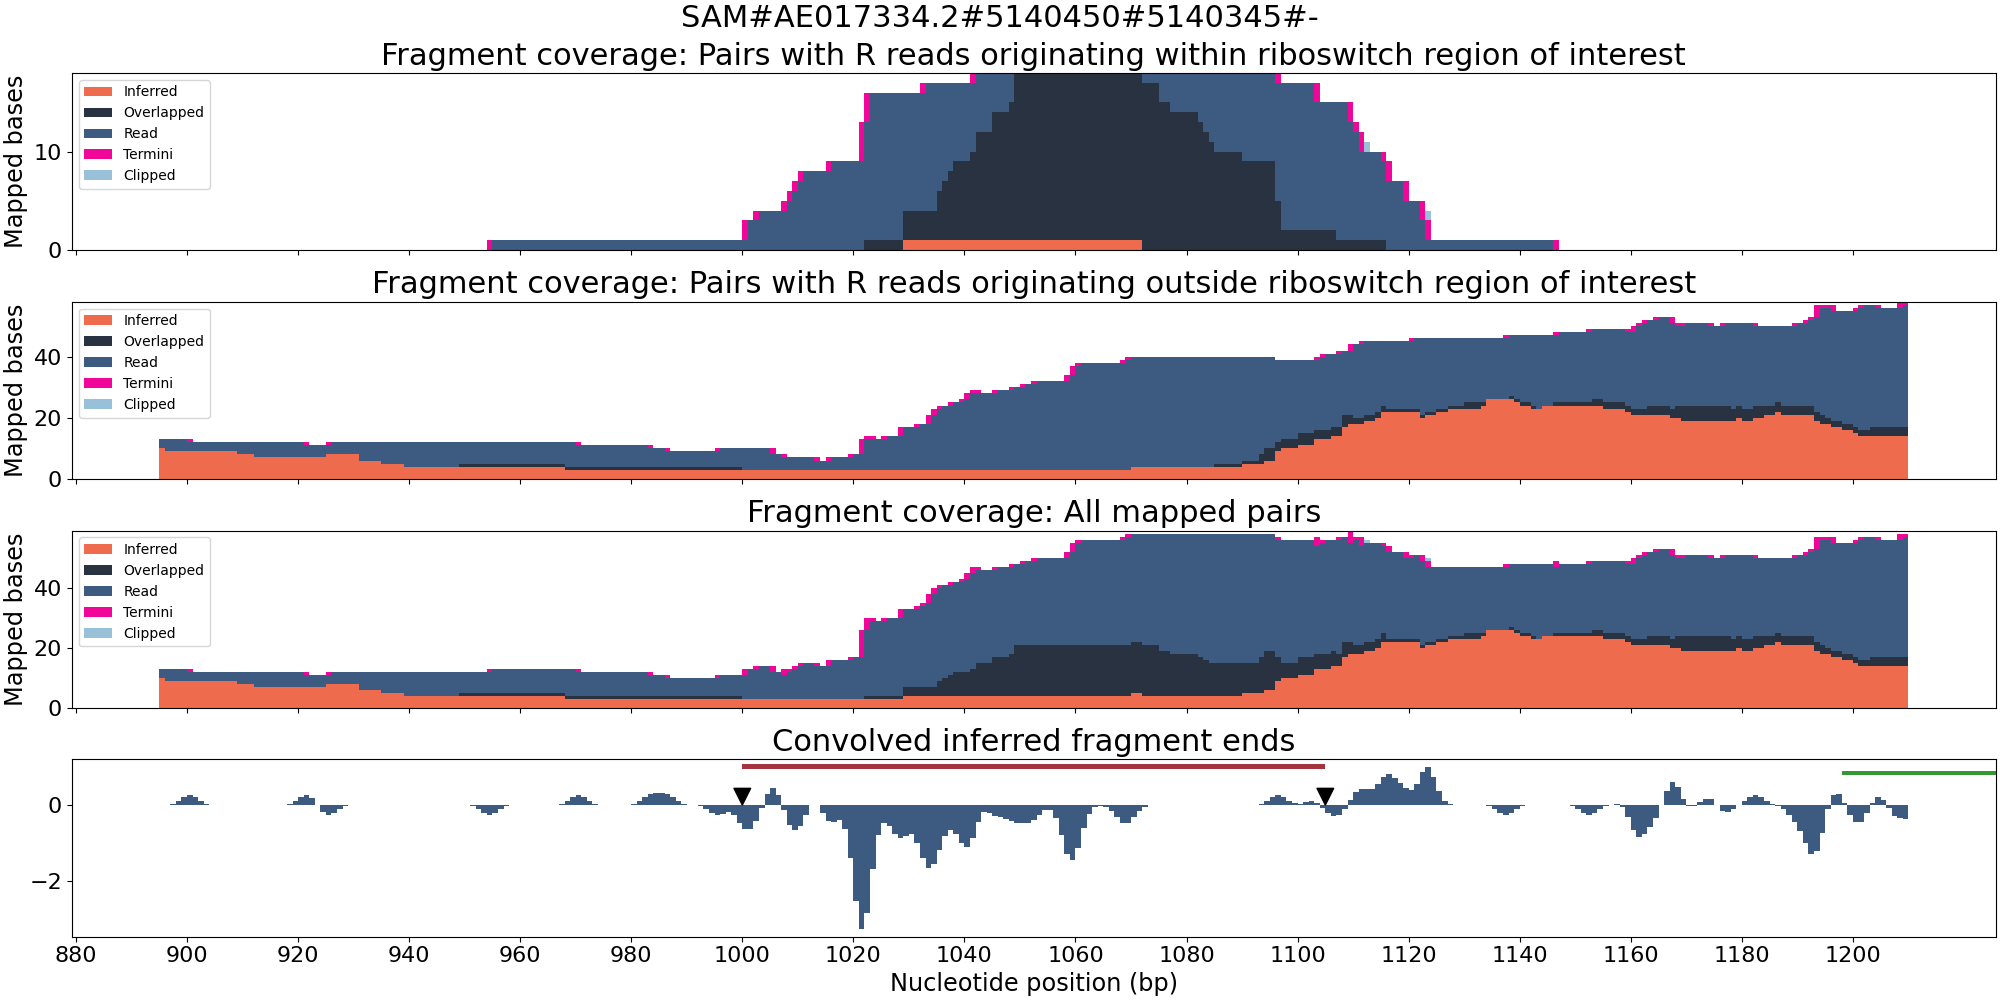 SAM#AE017334.2#5140450#5140345#-
Fragment coverage: Pairs with R reads originating within riboswitch region of interest
Mapped bases
10
0
Inferred
Overlapped
Read
Termini
Clipped
Fragment coverage: Pairs with R reads originating outside riboswitch region of interest
Mapped bases
40
20
0
Inferred
Overlapped
Read
Termini
Clipped
Fragment coverage: All mapped pairs
Mapped bases
40
20
0
Inferred
Overlapped
Read
Termini
Clipped
Convolved inferred fragment ends
0
−2
880 900 920 940 960 980 1000 1020 1040 1060 1080 1100 1120 1140 1160 1180 1200
Nucleotide position (bp)